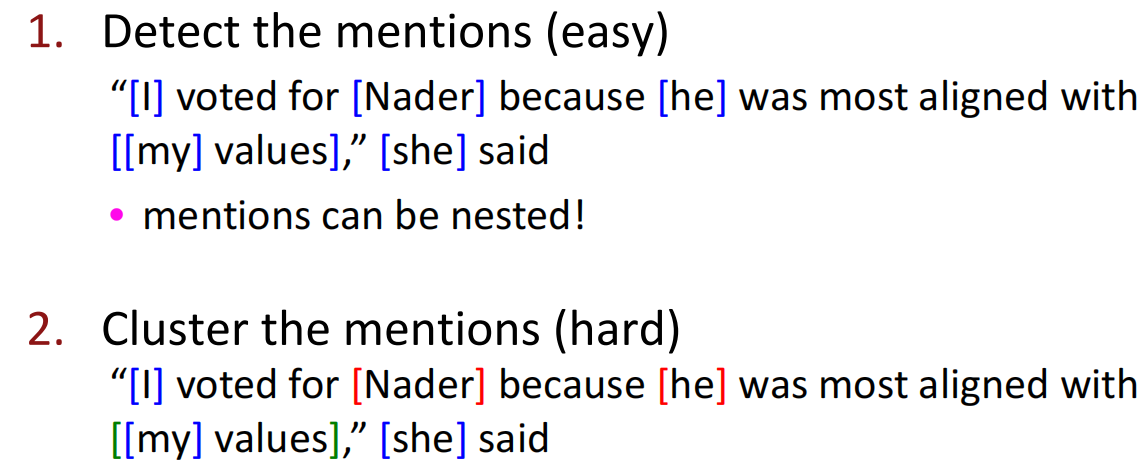 1. Detect the mentions (easy)
“[I] voted for [Nader] because [he] was most aligned with
[[my] values],” [she] said
• mentions can be nested!
2. Cluster the mentions (hard)
“[I] voted for [Nader] because [he] was most aligned with
[[my] values],” [she] said